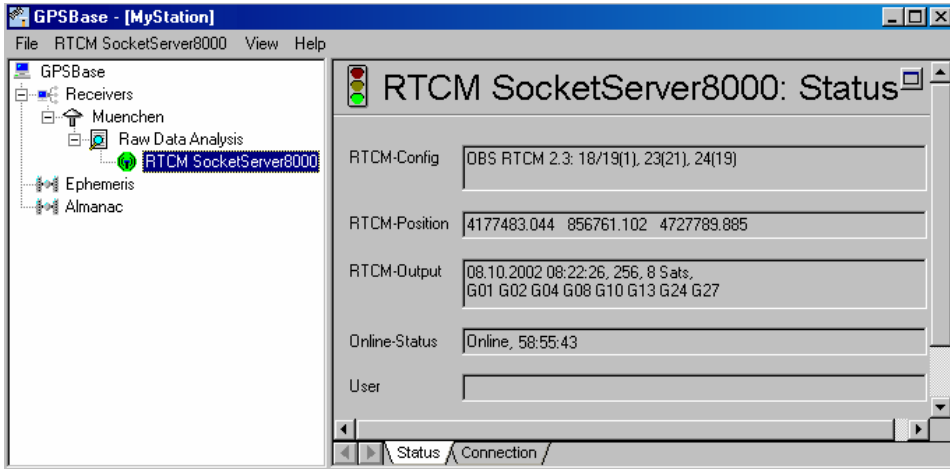 GPSBase - [MyStation]
File RTCM SocketServer8000 View Help
GPSBase
Receivers
Muenchen
Raw Data Analysis
RTCM SocketServer8000
Ephemeris
Almanac
RTCM SocketServer8000: Status
RTCM-Config OBS RTCM 2.3: 18/19(1), 23(21), 24(19)
RTCM-Position 4177483.044 856761.102 4727789.885
RTCM-Output 08.10.2002 08:22:26, 256, 8 Sats,
G01 G02 G04 G08 G10 G13 G24 G27
Online-Status Online, 58:55:43
User
Status Connection